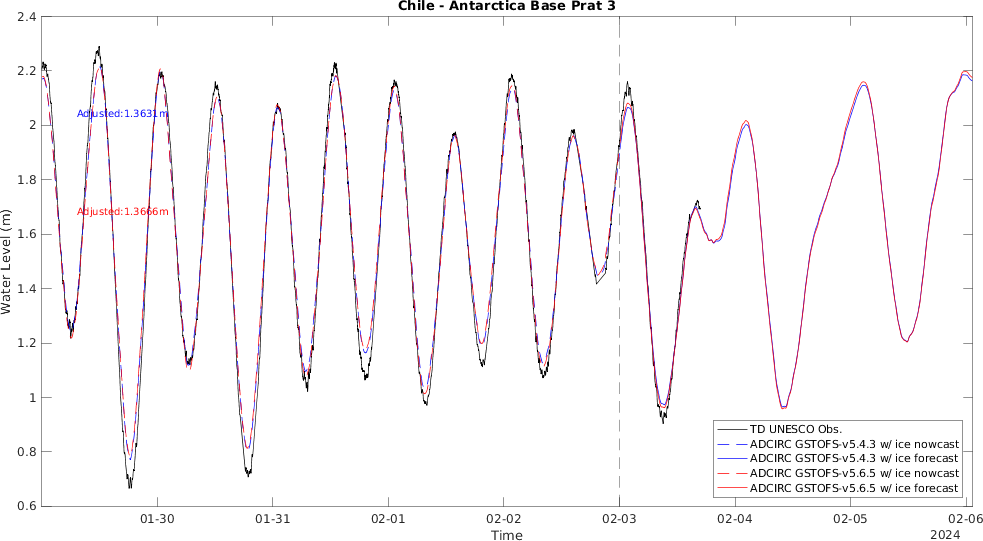 Chile - Antarctica Base Prat 3
2.4
2.2
2
1.8
1.6
1.4
1.2
1
0.8
0.6
Water Level (m)
Adjusted:1.3631m
Adjusted:1.3666m
TD UNESCO Obs.
ADCIRC GSTOFS-v5.4.3 w/ ice nowcast
ADCIRC GSTOFS-v5.4.3 w/ ice forecast
ADCIRC GSTOFS-v5.6.5 w/ ice nowcast
ADCIRC GSTOFS-v5.6.5 w/ ice forecast
01-30 01-31 02-01 02-02 02-03 02-04 02-05 02-06
Time
2024